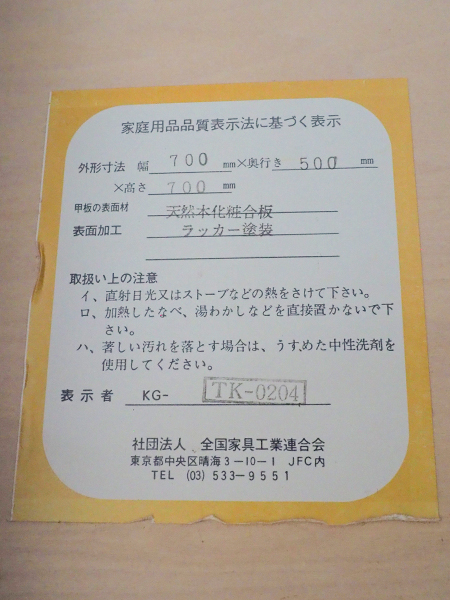 家庭用品品質表示法に基づく表示
外形寸法 幅 700 mm×奥行き 500 mm
×高さ 700 mm
甲板の表面材 天然木化粧合板
表面加工 ラッカー塗装
取扱い上の注意
イ、直射日光又はストーブなどの熱をさけて下さい。
ロ、加熱したなべ、湯わかしなどを直接置かないで下
さい。
ハ、著しい汚れを落とす場合は、うすめた中性洗剤を
使用してください。
表示者 KG- TK-0204
社団法人 全国家具工業連合会
東京都中央区晴海3-10-1 JFC内
TEL (03)533-9551